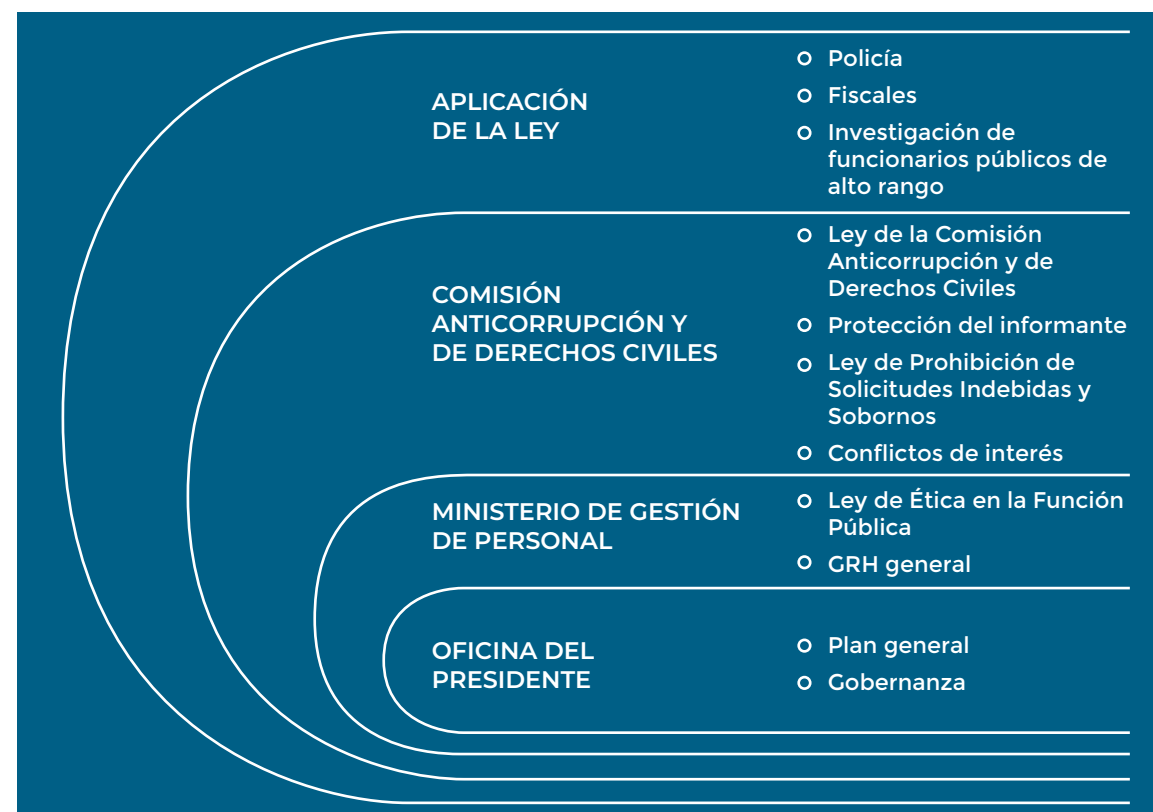 APLICACIÓN
DE LA LEY
Policía
Fiscales
Investigación de
funcionarios públicos de
alto rango
COMISIÓN
ANTICORRUPCIÓN Y
DE DERECHOS CIVILES
Ley de la Comisión
Anticorrupción y de
Derechos Civiles
Protección del informante
Ley de Prohibición de
Solicitudes Indebidas y
Sobornos
Conflictos de interés
MINISTERIO DE GESTIÓN
DE PERSONAL
Ley de Ética en la Función
Pública
GRH general
OFICINA DEL
PRESIDENTE
Plan general
Gobernanza